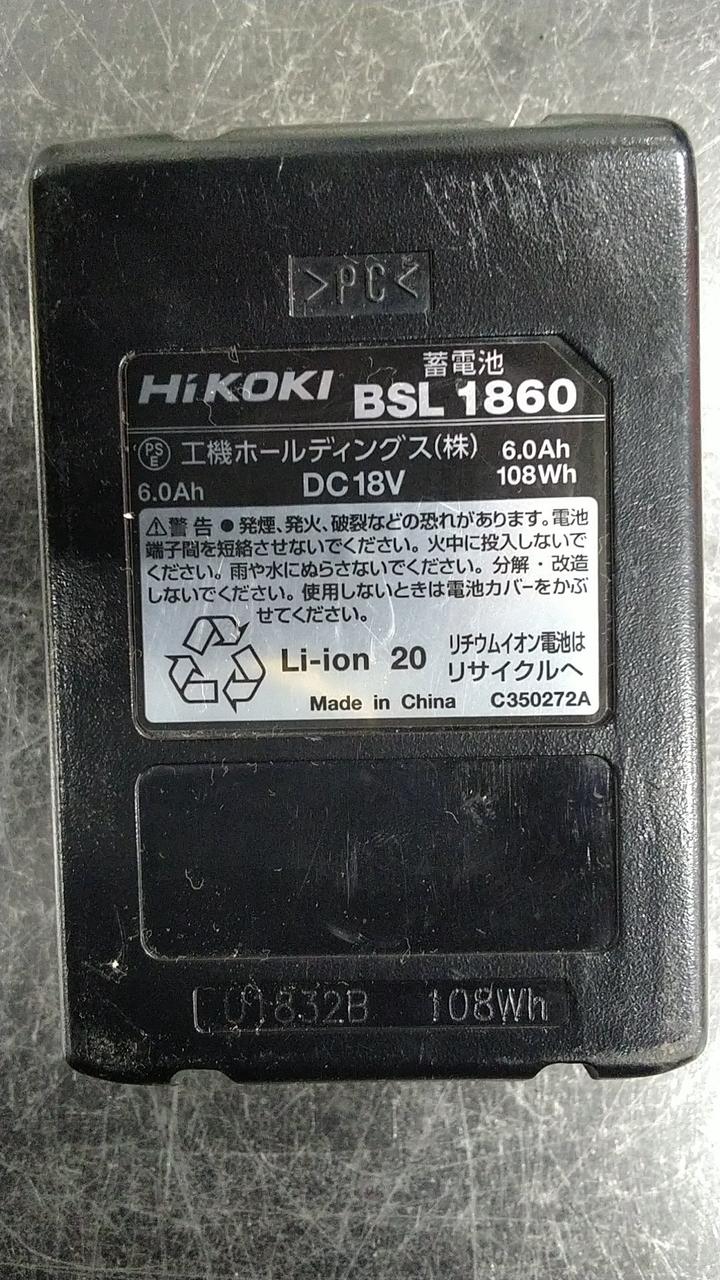 >PC<
蓄電池
HiKOKI BSL 1860
PS E 工機ホールディングス(株) 6.0Ah
6.0Ah DC18V 108Wh
警告 ● 発煙、発火、破裂などの恐れがあります。電池
端子間を短絡させないでください。火中に投入しないで
ください。雨や水にぬらさないでください。分解・改造
しないでください。使用しないときは電池カバーをかぶ
せてください。
Li-ion 20 リチウムイオン電池は
リサイクルへ
Made in China C350272A
U1832B 108Wh